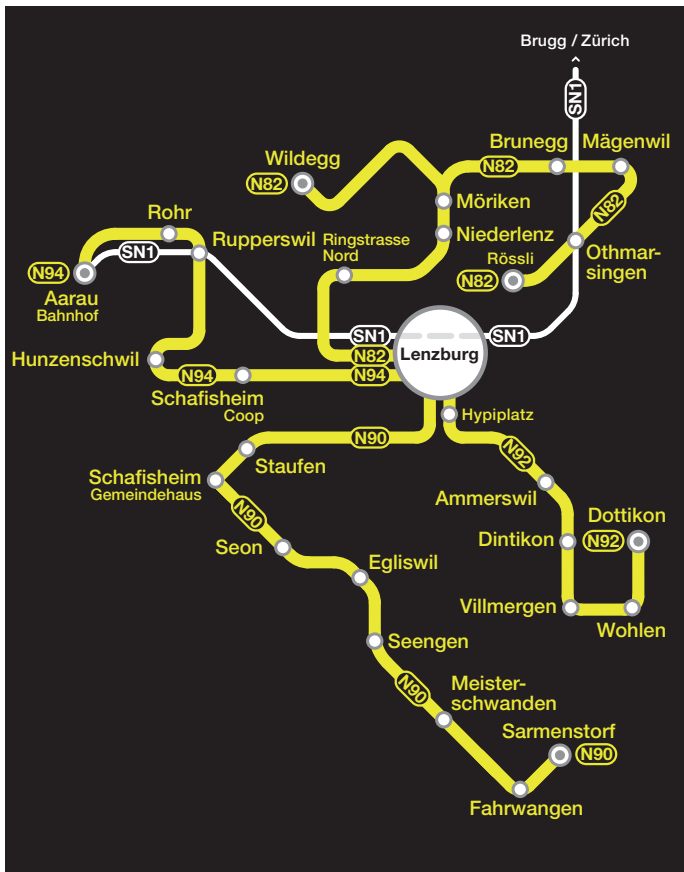 Brugg / Zürich
SN1
Wildegg
N82
Brunegg
Mägenwil
N82
N82
Möriken
Rohr
Rupperswil
Ringstrasse
Nord
Niederlenz
Rössli
N82
Othmar-
singen
SN1
N94
Aarau
Bahnhof
SN1
SN1
Lenzburg
N82
N94
Hunzenschwil
N94
Schafisheim
Coop
Hypiplatz
N90
N92
Staufen
Schafisheim
Gemeindehaus
N90
Ammerswil
Dottikon
N92
Dintikon
Seon
Egliswil
Villmergen
Wohlen
Seengen
N90
Meister-
schwanden
Sarmenstorf
N90
Fahrwangen